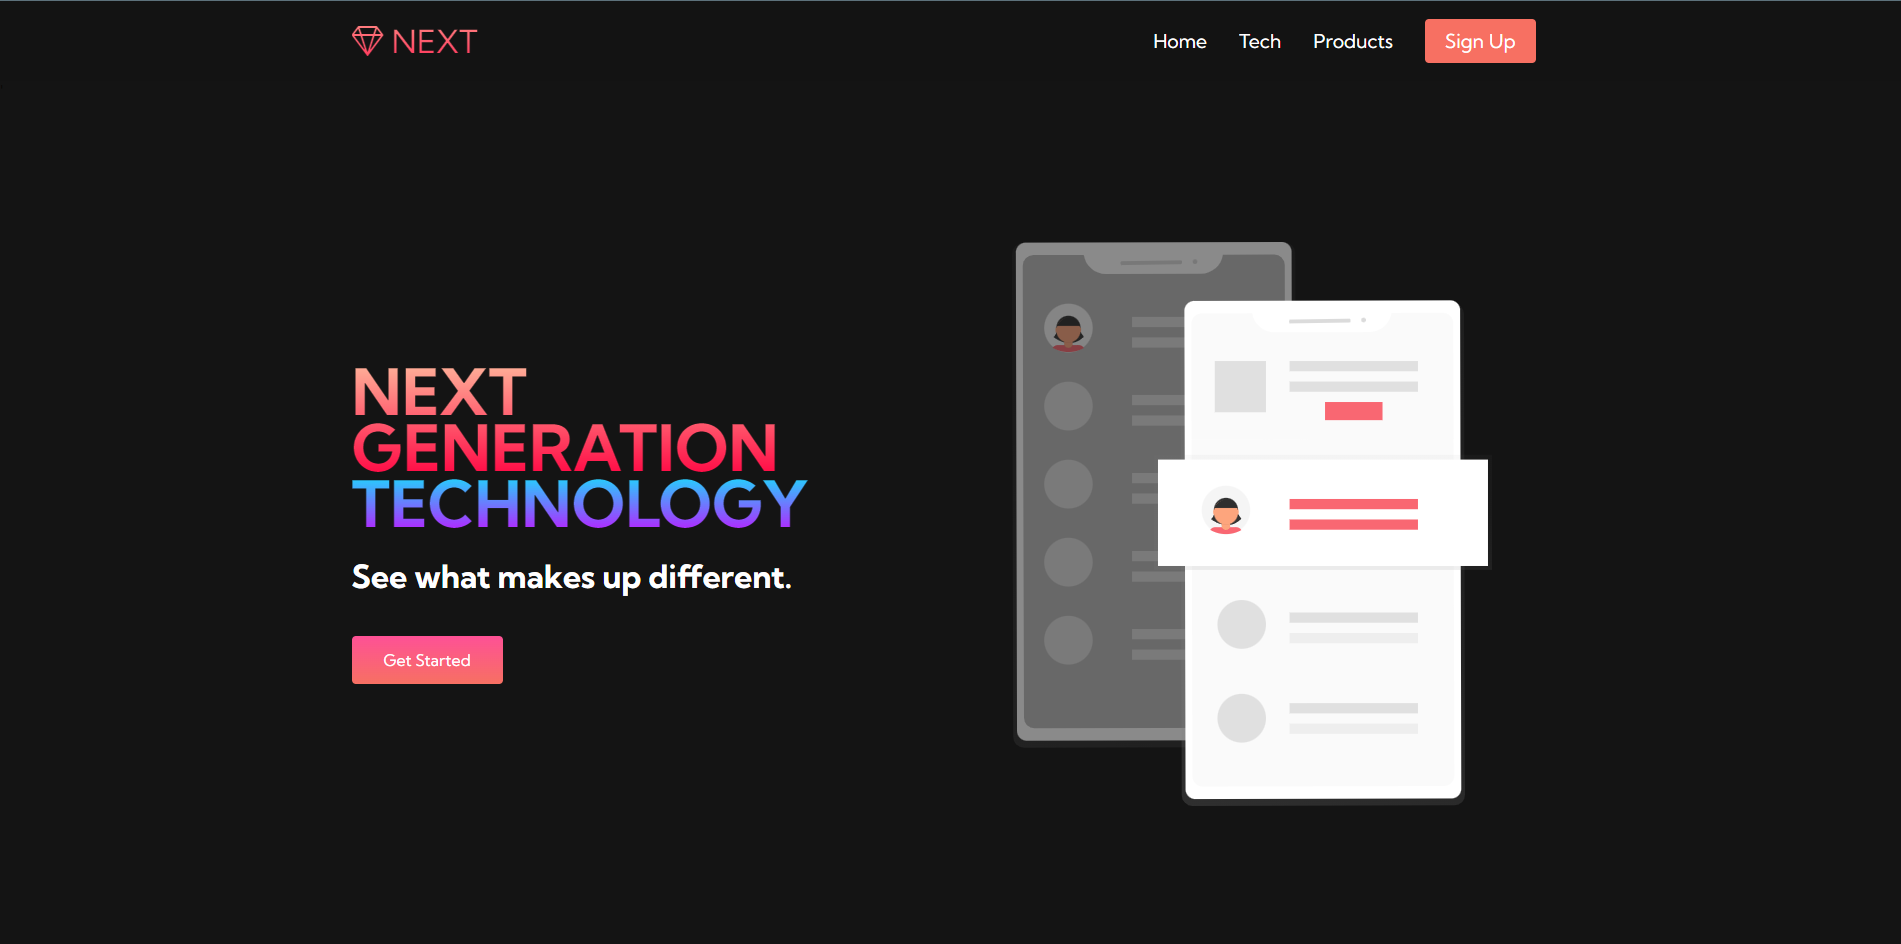 NEXT
Home Tech Products Sign Up
NEXT
GENERATION
TECHNOLOGY
See what makes up different.
Get Started